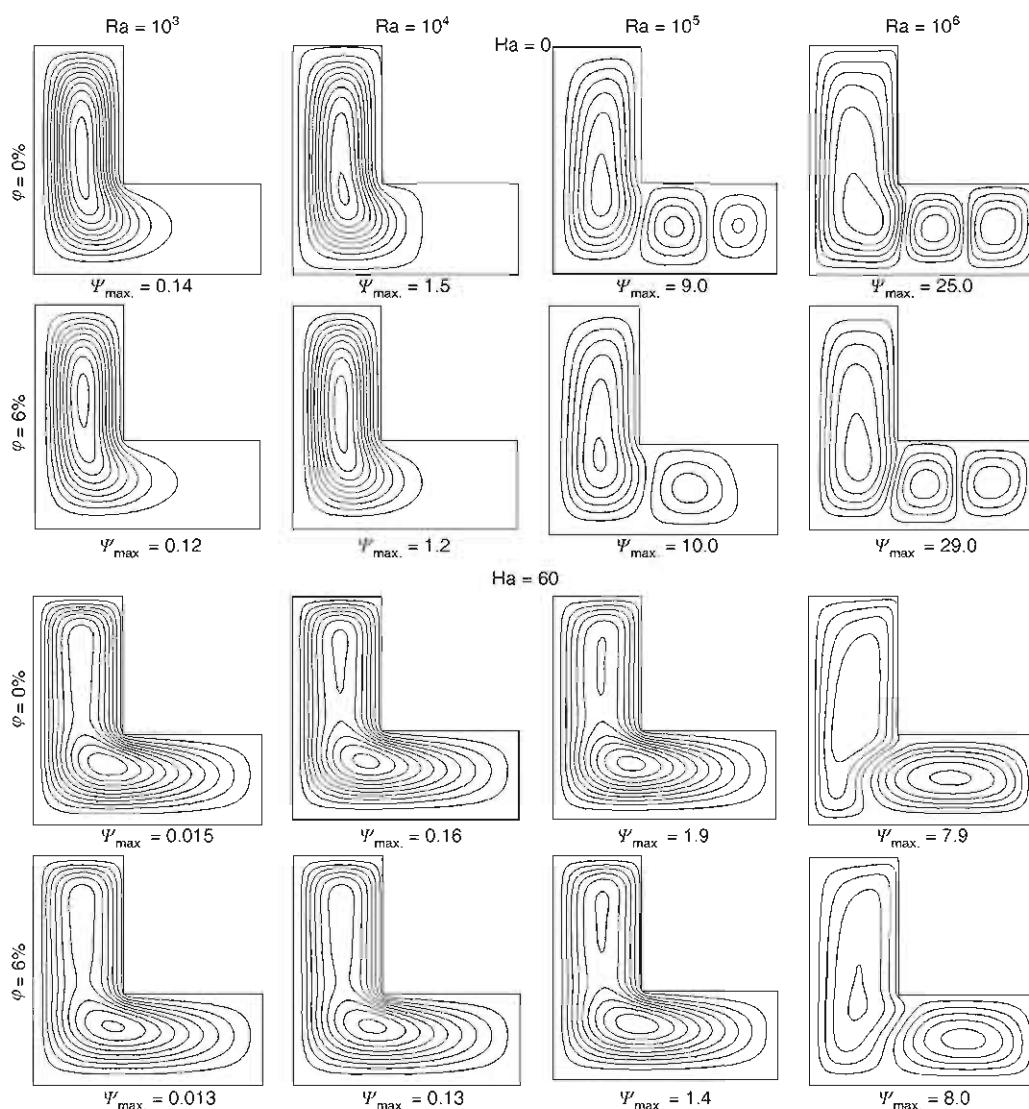 Ra = 10³ Ra = 10⁴ Ra = 10⁵ Ra = 10⁶
Ha = 0
φ = 0%
Ψmax. = 0.14 Ψmax. = 1.5 Ψmax. = 9.0 Ψmax. = 25.0
φ = 6%
Ψmax = 0.12 Ψmax. = 1.2 Ψmax. = 10.0 Ψmax. = 29.0
Ha = 60
φ = 0%
Ψmax = 0.015 Ψmax. = 0.16 Ψmax. = 1.9 Ψmax. = 7.9
φ = 6%
Ψmax. = 0.013 Ψmax. = 0.13 Ψmax. = 1.4 Ψmax. = 8.0